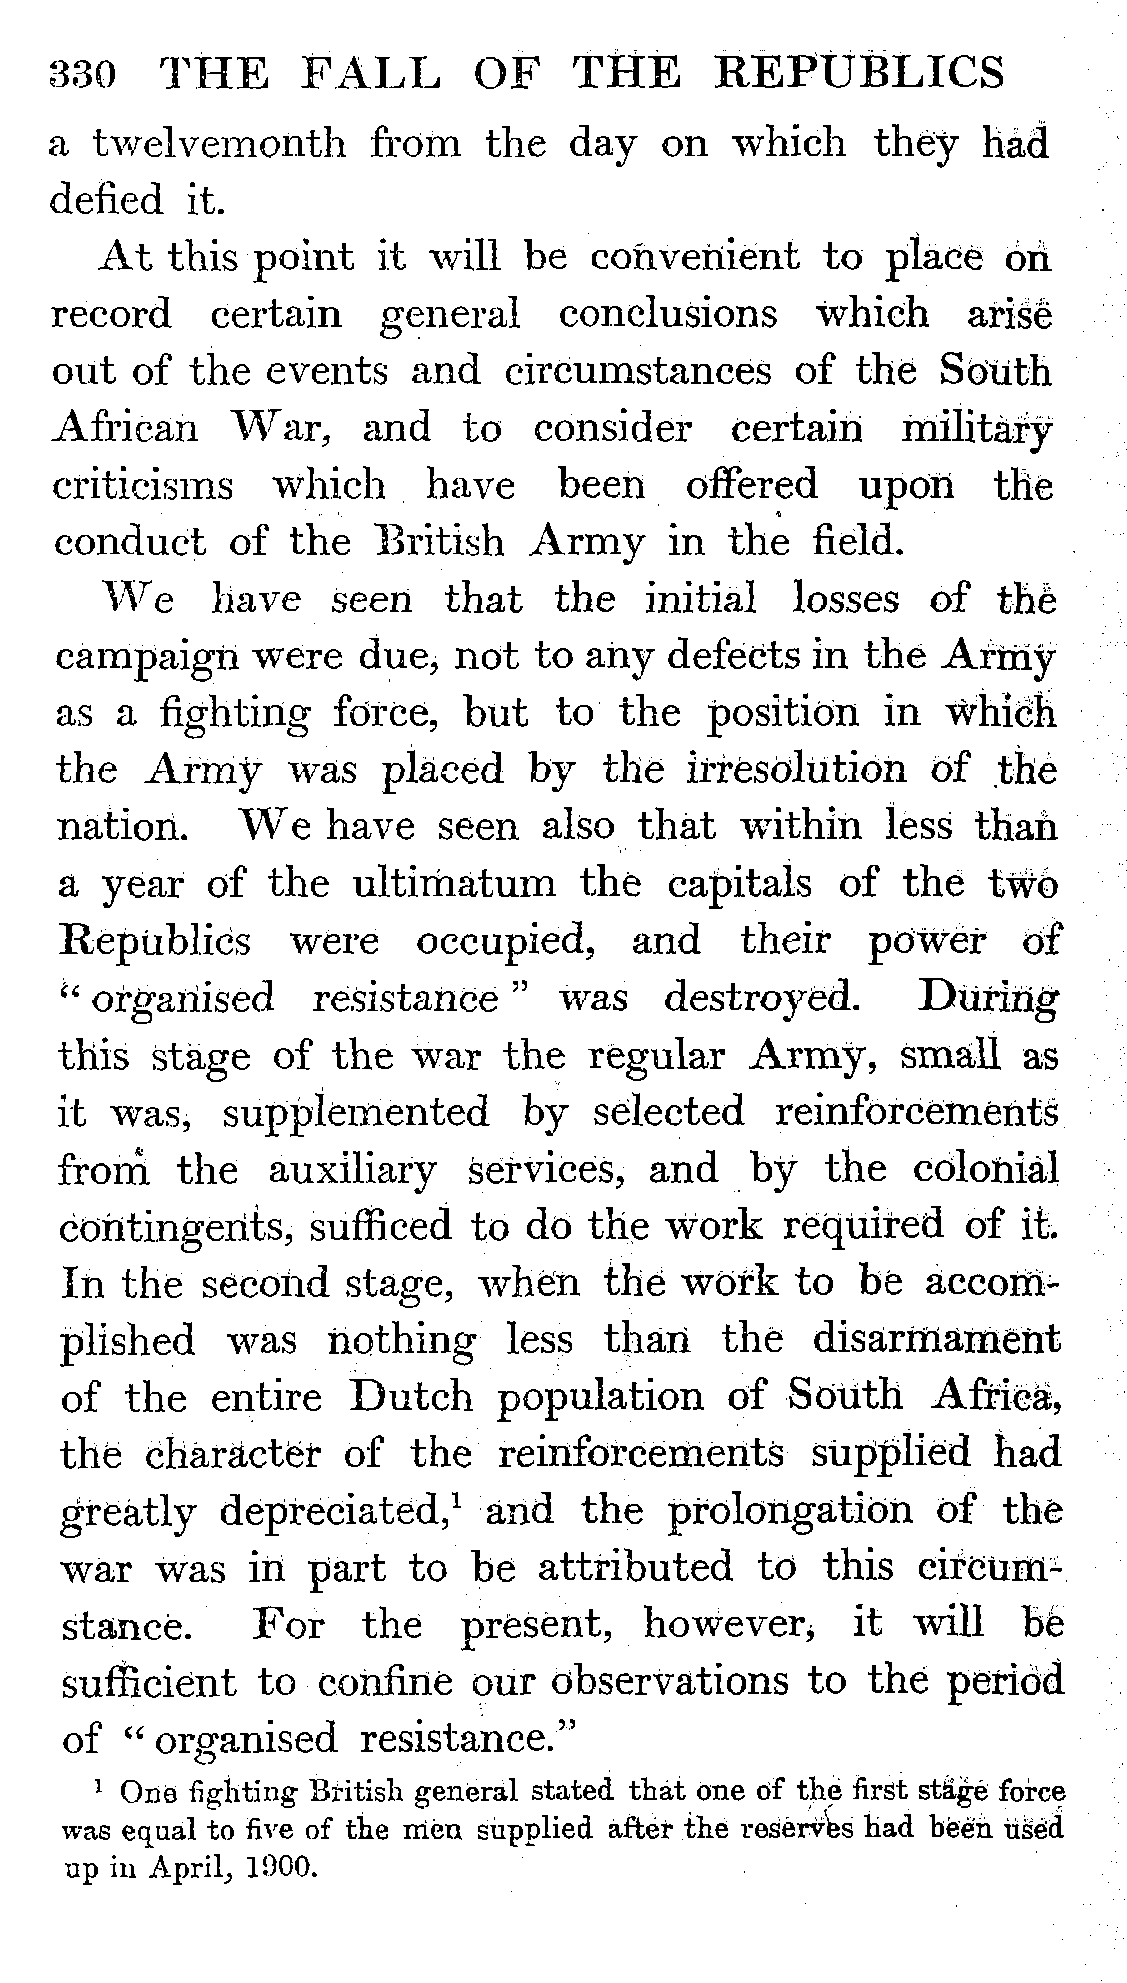 330 THE FALL OF THE REPUBLICS
a twelvemonth from the day on which they had
defied it.
At this point it will be convenient to place on
record certain general conclusions which arise
out of the events and circumstances of the South
African War, and to consider certain military
criticisms which have been offered upon the
conduct of the British Army in the field.
We have seen that the initial losses of the
campaign were due, not to any defects in the Army
as a fighting force, but to the position in which
the Army was placed by the irresolution of the
nation. We have seen also that within less than
a year of the ultimatum the capitals of the two
Republics were occupied, and their power of
“ organised resistance ” was destroyed. During
this stage of the war the regular Army, small as
it was, supplemented by selected reinforcements
from the auxiliary services, and by the colonial
contingents, sufficed to do the work required of it.
In the second stage, when the work to be accom-
plished was nothing less than the disarmament
of the entire Dutch population of South Africa,
the character of the reinforcements supplied had
greatly depreciated,¹ and the prolongation of the
war was in part to be attributed to this circum-
stance. For the present, however, it will be
sufficient to confine our observations to the period
of “ organised resistance.”
¹ One fighting British general stated that one of the first stage force
was equal to five of the men supplied after the reserves had been used
up in April, 1900.